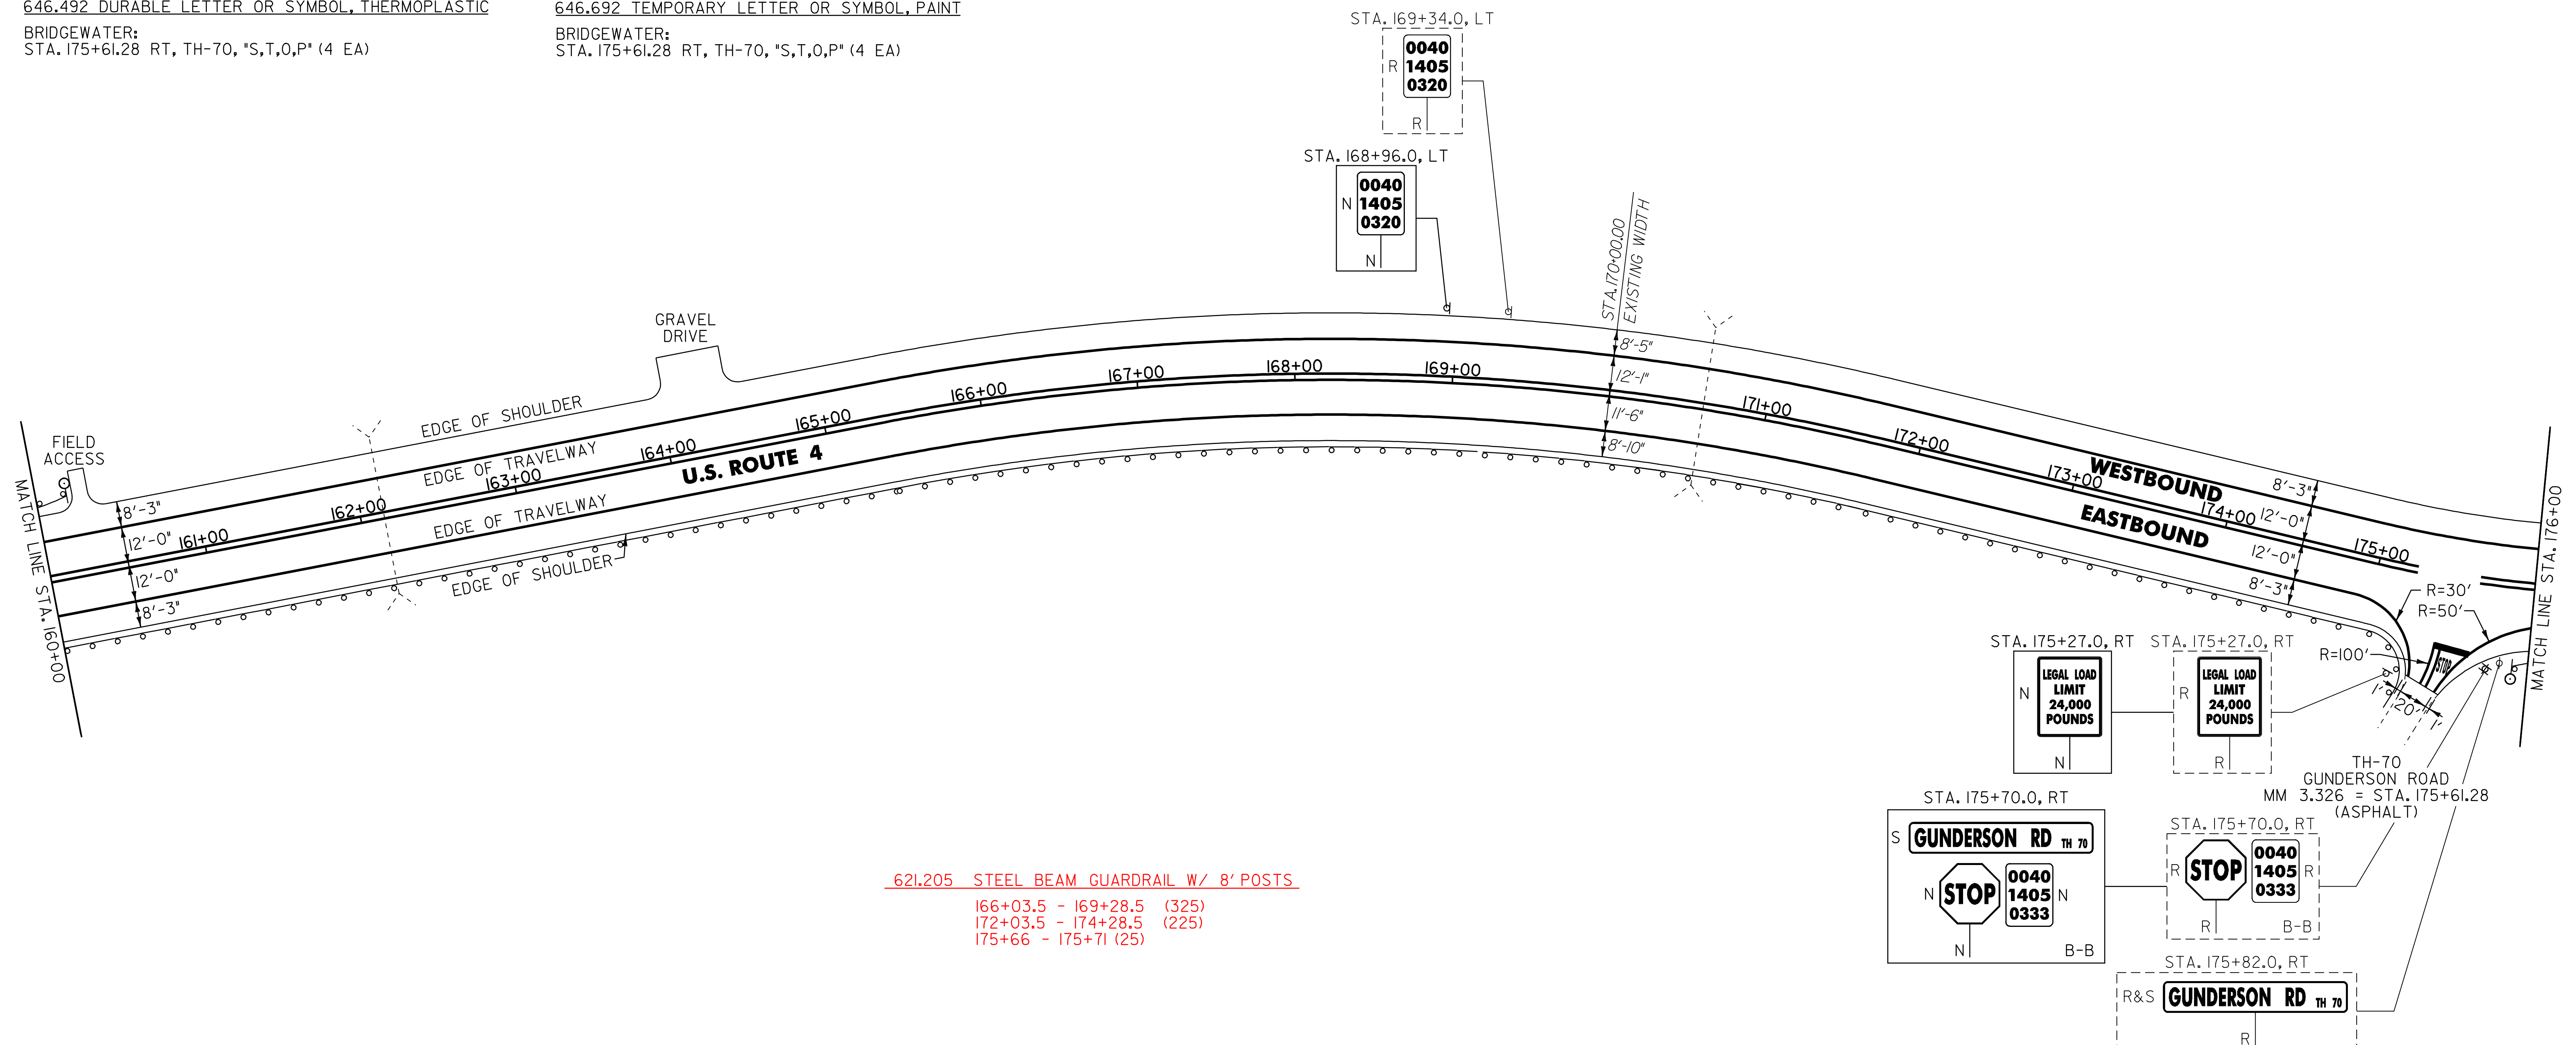 646.492 DURABLE LETTER OR SYMBOL, THERMOPLASTIC
BRIDGEWATER:
STA. 175+61.28 RT, TH-70, "S,T,O,P" (4 EA)
646.692 TEMPORARY LETTER OR SYMBOL, PAINT
BRIDGEWATER:
STA. 175+61.28 RT, TH-70, "S,T,O,P" (4 EA)
STA. 169+34.0, LT
0040
R 1405
0320
R
STA. 168+96.0, LT
0040
N 1405
0320
N
STA. 170+00.00
EXISTING WIDTH
GRAVEL
DRIVE
FIELD
ACCESS
MATCH LINE STA. 160+00
EDGE OF SHOULDER
EDGE OF TRAVELWAY
U.S. ROUTE 4
EDGE OF TRAVELWAY
EDGE OF SHOULDER
8'-3"
12'-0"
12'-0"
8'-3"
161+00
162+00
163+00
164+00
165+00
166+00
167+00
168+00
169+00
8'-5"
12'-1"
11'-6"
8'-10"
171+00
172+00
173+00
174+00
175+00
WESTBOUND
EASTBOUND
8'-3"
12'-0"
12'-0"
8'-3"
R=30'
R=50'
R=100'
STOP
1'
20'
1'
MATCH LINE STA. 176+00
STA. 175+27.0, RT
N
LEGAL LOAD
LIMIT
24,000
POUNDS
N
STA. 175+27.0, RT
R
LEGAL LOAD
LIMIT
24,000
POUNDS
R
TH-70
GUNDERSON ROAD
MM 3.326 = STA. 175+61.28
(ASPHALT)
STA. 175+70.0, RT
S GUNDERSON RD TH 70
N STOP
0040
1405 N
0333
N
B-B
STA. 175+70.0, RT
R STOP
0040
1405 R
0333
R
B-B
STA. 175+82.0, RT
R&S GUNDERSON RD TH 70
R
621.205 STEEL BEAM GUARDRAIL W/ 8' POSTS
166+03.5 - 169+28.5 (325)
172+03.5 - 174+28.5 (225)
175+66 - 175+71 (25)